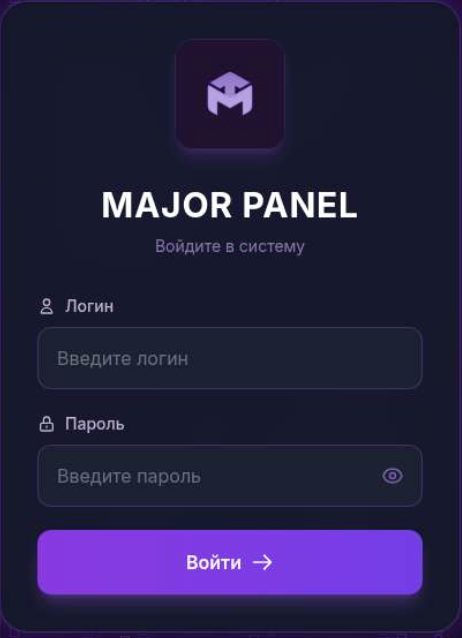 MAJOR PANEL
Войдите в систему
Логин
Введите логин
Пароль
Введите пароль
Войти →